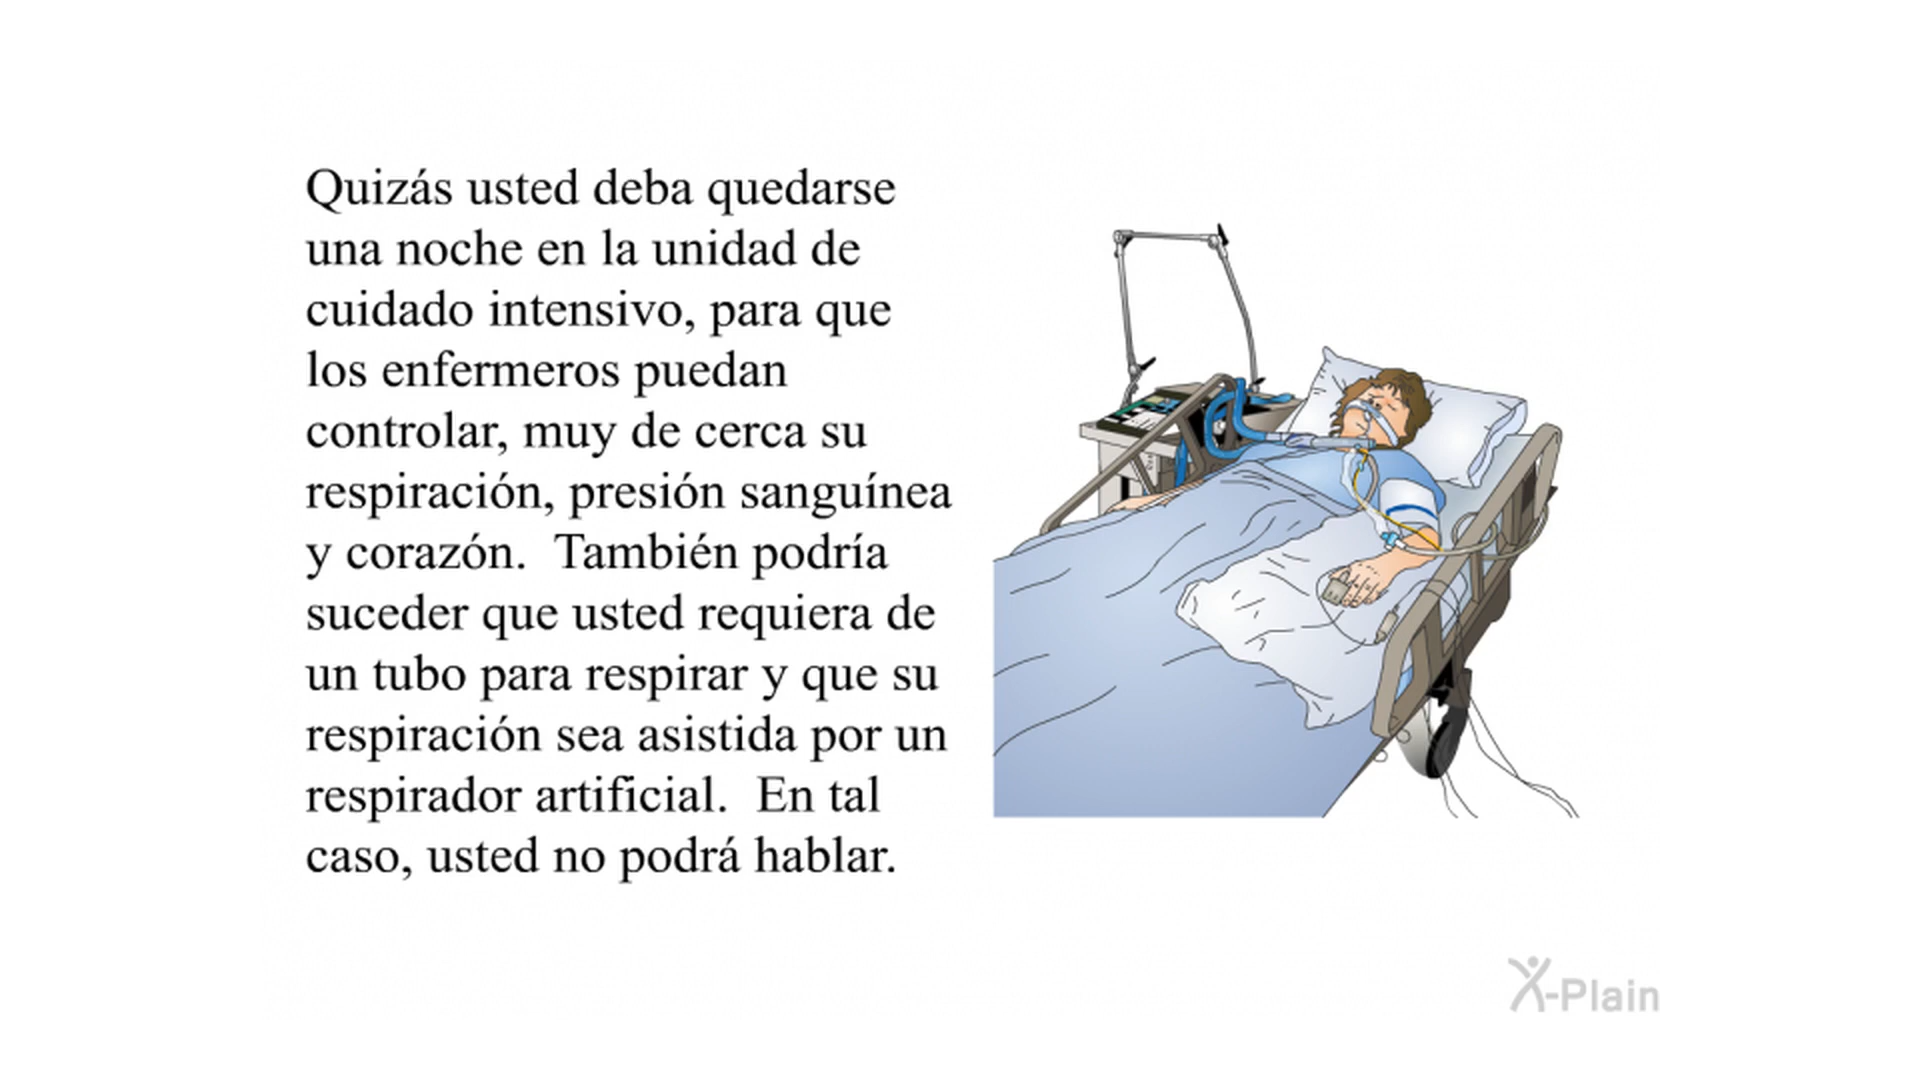 Quizás usted deba quedarse
una noche en la unidad de
cuidado intensivo, para que
los enfermeros puedan
controlar, muy de cerca su
respiración, presión sanguínea
y corazón.  También podría
suceder que usted requiera de
un tubo para respirar y que su
respiración sea asistida por un
respirador artificial.  En tal
caso, usted no podrá hablar.
X-Plain